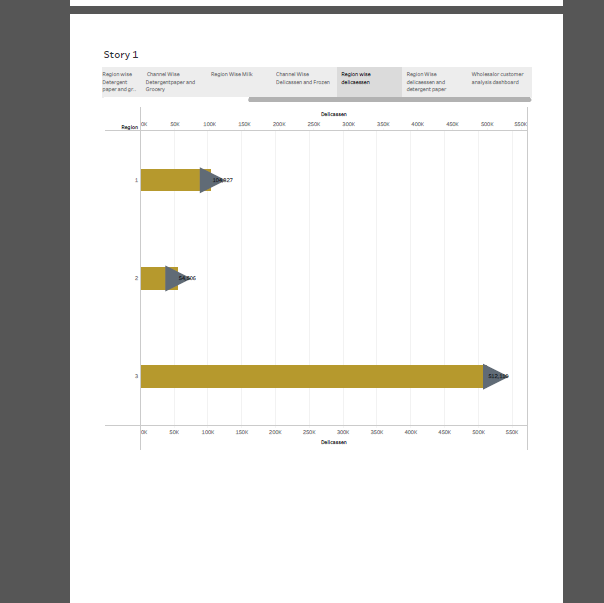 Story 1
Region wise
Detergent
paper and gr..
Channel Wise
Detergentpaper and
Grocery
Region Wise Milk
Channel Wise
Delicassen and Frozen
Region wise
delicaessen
Region Wise
delicaessen and
detergent paper
Wholesalor customer
analysis dashboard
Delicassen
Region
0K 50K 100K 150K 200K 250K 300K 350K 400K 450K 500K 550K
1
2
3
0K 50K 100K 150K 200K 250K 300K 350K 400K 450K 500K 550K
Delicassen